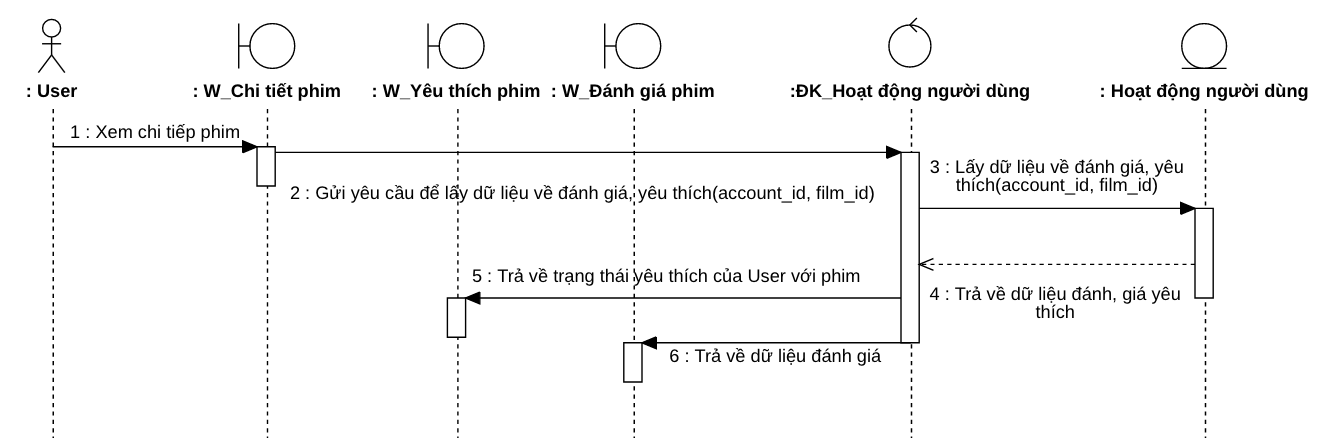 : User
: W_Chi tiết phim
: W_Yêu thích phim
: W_Đánh giá phim
:ĐK_Hoạt động người dùng
: Hoạt động người dùng
1 : Xem chi tiếp phim
2 : Gửi yêu cầu để lấy dữ liệu về đánh giá, yêu thích(account_id, film_id)
3 : Lấy dữ liệu về đánh giá, yêu
thích(account_id, film_id)
5 : Trả về trạng thái yêu thích của User với phim
4 : Trả về dữ liệu đánh, giá yêu
thích
6 : Trả về dữ liệu đánh giá